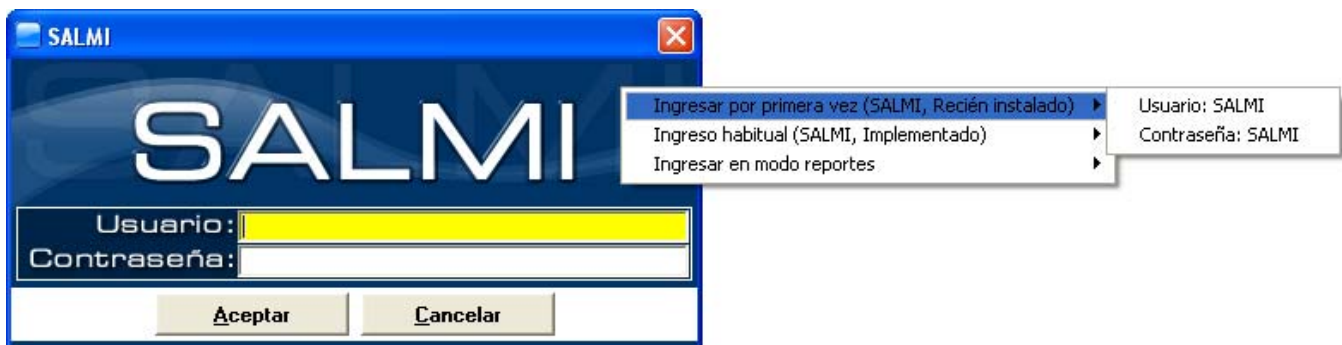 SALMI
SALMI
Usuario:
Contraseña:
Aceptar
Cancelar
Ingresar por primera vez (SALMI, Recién instalado)
Ingreso habitual (SALMI, Implementado)
Ingresar en modo reportes
Usuario: SALMI
Contraseña: SALMI